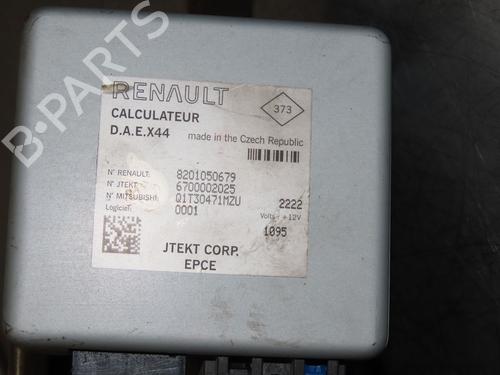 RENAULT
373
CALCULATEUR
D.A.E.X44
made in the Czech Republic
N° RENAULT: 8201050679
N° JTEKT: 6700002025
N° MITSUBISHI: Q1T30471MZU 2222
Logiciel: 0001 Volts = +12V
1095
JTEKT CORP.
EPCE
B-PARTS